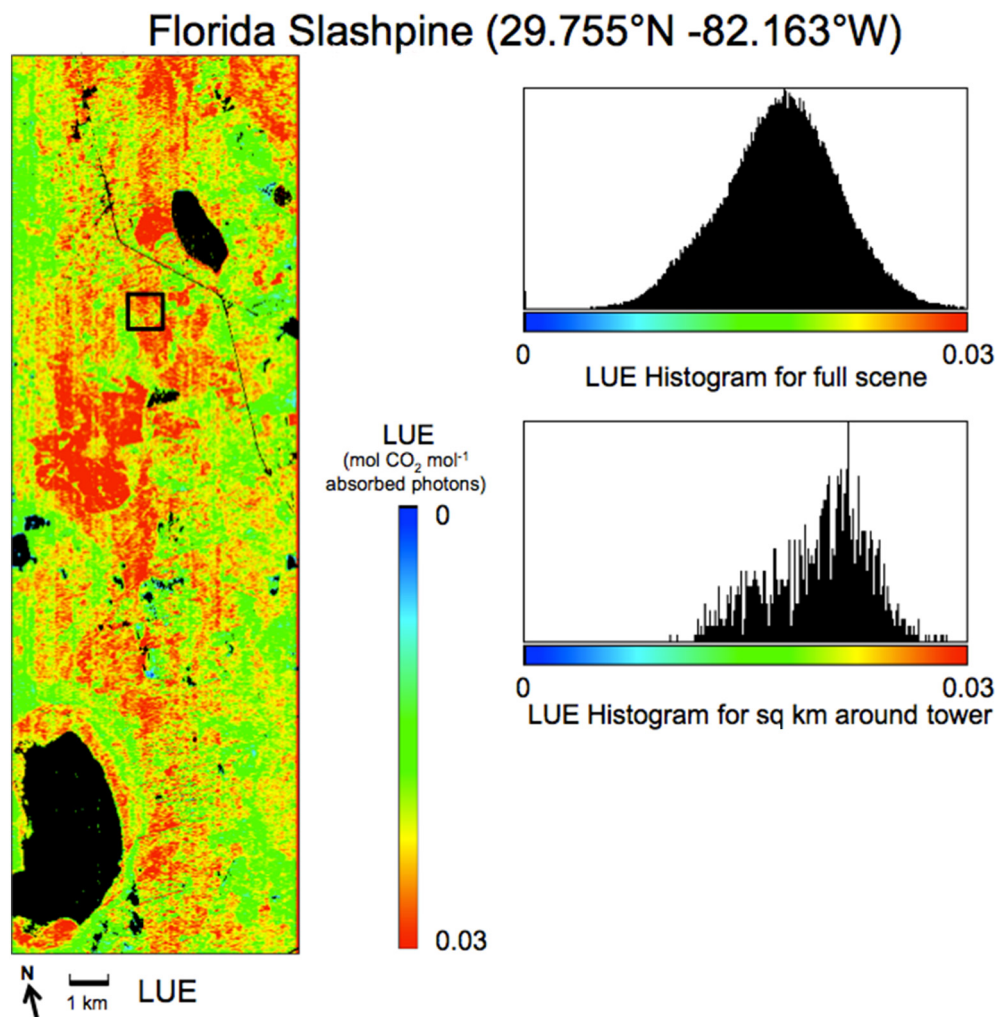 Florida Slashpine (29.755°N -82.163°W)
0
0.03
LUE Histogram for full scene
LUE
(mol CO₂ mol⁻¹
absorbed photons)
0
0.03
0
0.03
LUE Histogram for sq km around tower
N
1 km
LUE